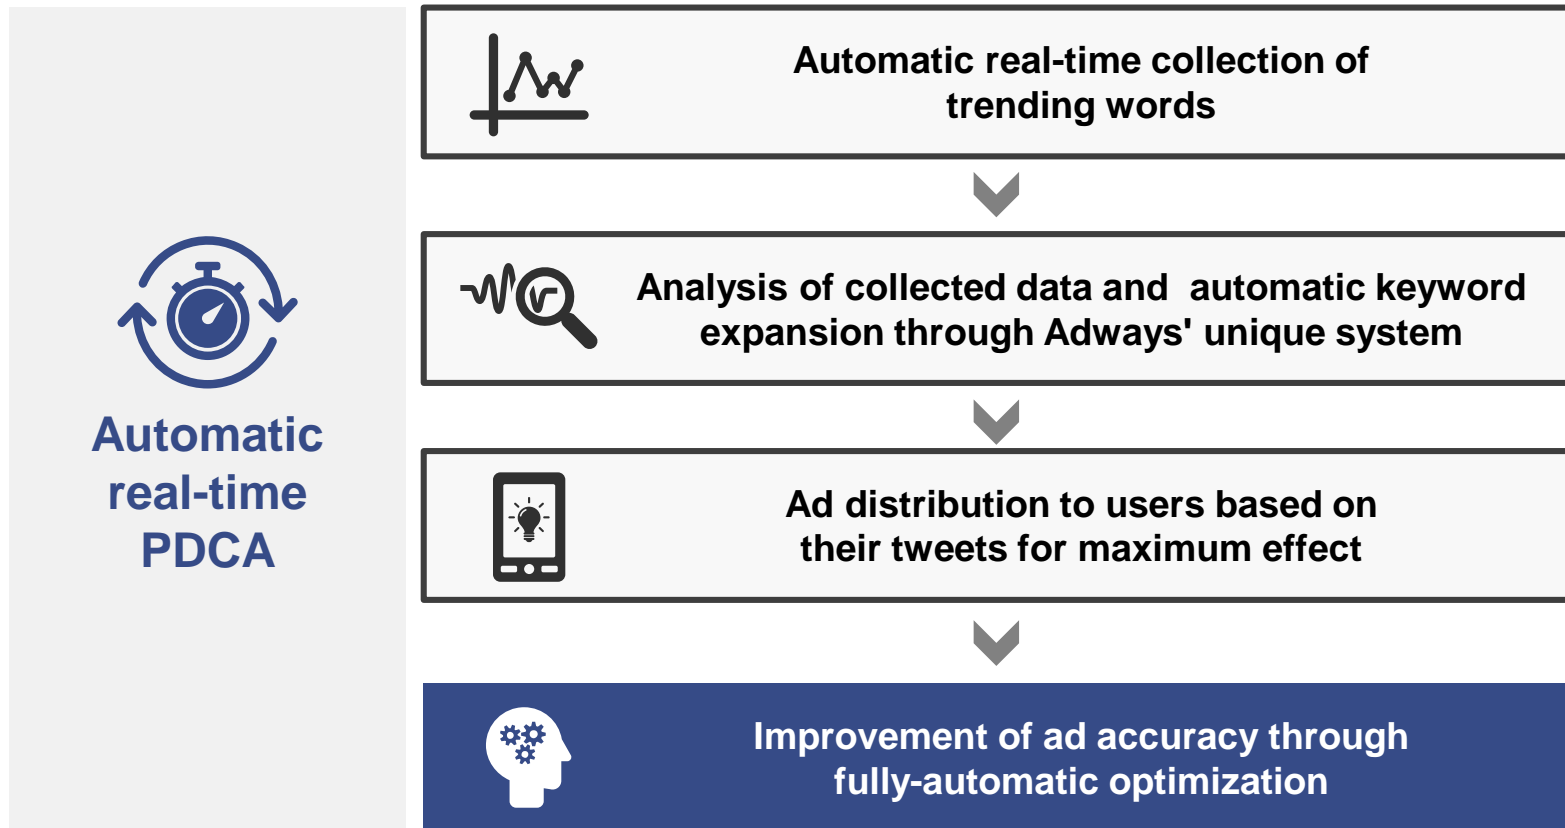 Automatic
real-time
PDCA
Automatic real-time collection of
trending words
Analysis of collected data and  automatic keyword
expansion through Adways' unique system
Ad distribution to users based on
their tweets for maximum effect
Improvement of ad accuracy through
fully-automatic optimization